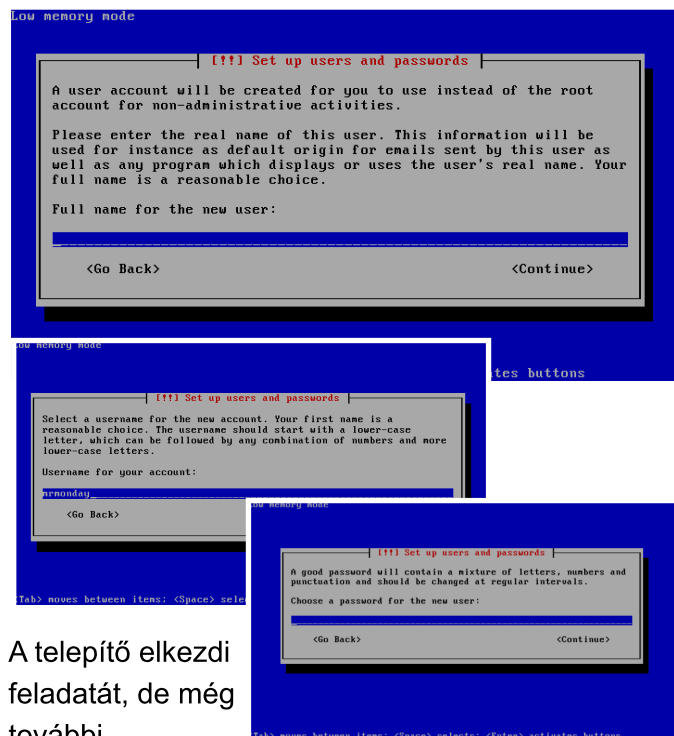 Low memory mode
[!!] Set up users and passwords
A user account will be created for you to use instead of the root
account for non-administrative activities.
Please enter the real name of this user. This information will be
used for instance as default origin for emails sent by this user as
well as any program which displays or uses the user's real name. Your
full name is a reasonable choice.
Full name for the new user:
<Go Back> <Continue>
buttons
Low memory mode
[!!] Set up users and passwords
Select a username for the new account. Your first name is a
reasonable choice. The username should start with a lower-case
letter, which can be followed by any combination of numbers and more
lower-case letters.
Username for your account:
mrmonday
<Go Back>
<Tab> moves between items; <Space>
Low memory mode
[!!] Set up users and passwords
A good password will contain a mixture of letters, numbers and
punctuation and should be changed at regular intervals.
Choose a password for the new user:
<Go Back> <Continue>
<Tab> moves between items; <Space> selects; <Enter> activates buttons
A telepítő elkezdi
feladatát, de még
további